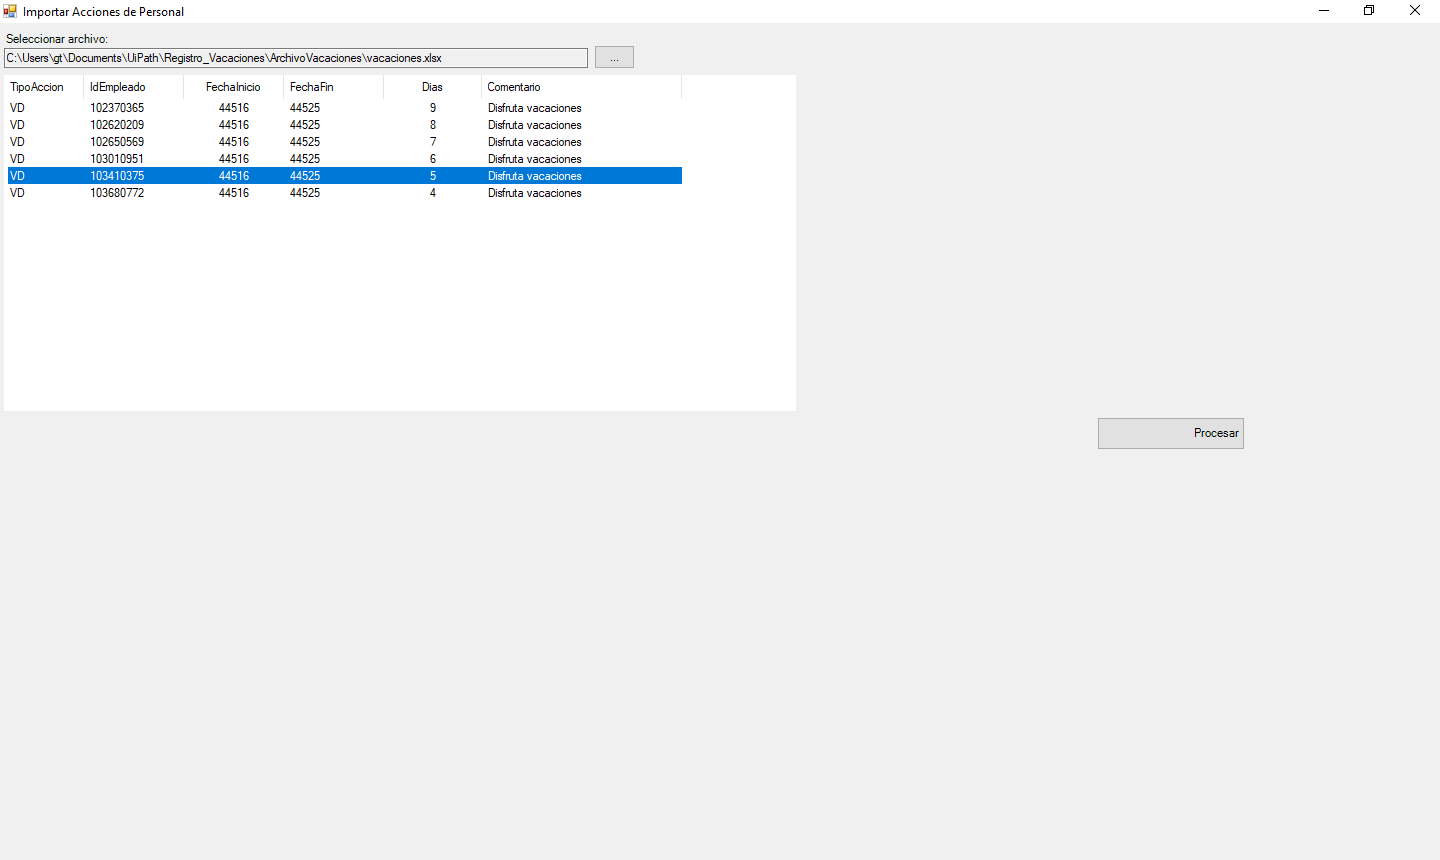 Importar Acciones de Personal
Seleccionar archivo:
C:\Users\gt\Documents\UiPath\Registro_Vacaciones\ArchivoVacaciones\vacaciones.xlsx ...
TipoAccion IdEmpleado FechaInicio FechaFin Dias Comentario
VD 102370365 44516 44525 9 Disfruta vacaciones
VD 102620209 44516 44525 8 Disfruta vacaciones
VD 102650569 44516 44525 7 Disfruta vacaciones
VD 103010951 44516 44525 6 Disfruta vacaciones
VD 103410375 44516 44525 5 Disfruta vacaciones
VD 103680772 44516 44525 4 Disfruta vacaciones
Procesar